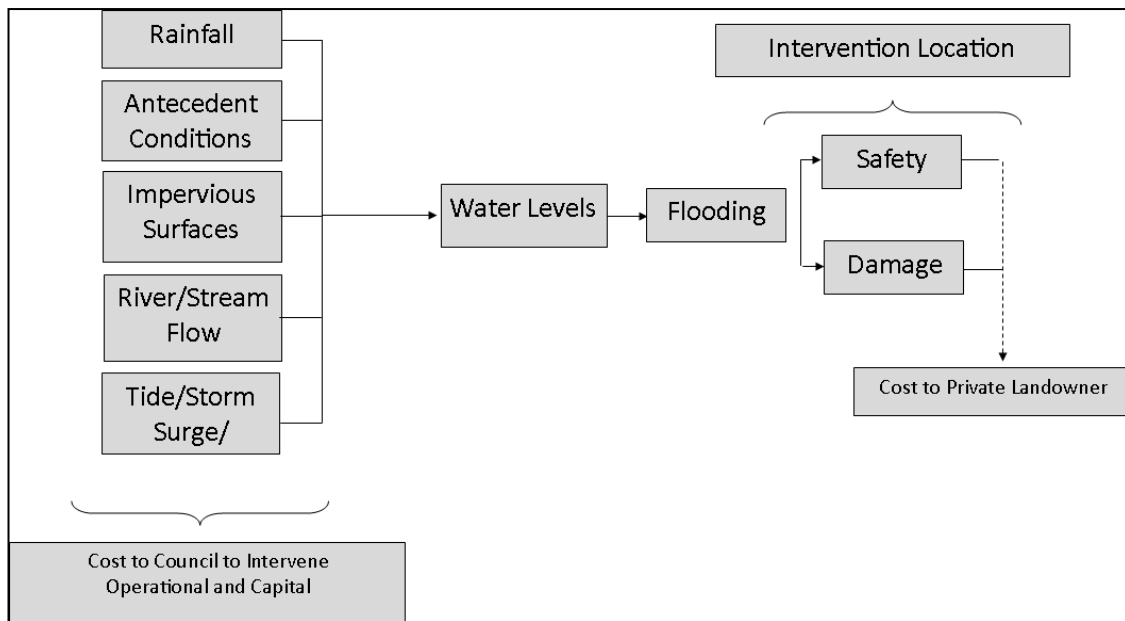 Rainfall
Antecedent
Conditions
Impervious
Surfaces
River/Stream
Flow
Tide/Storm
Surge/
Cost to Council to Intervene
Operational and Capital
Water Levels
Flooding
Intervention Location
Safety
Damage
Cost to Private Landowner